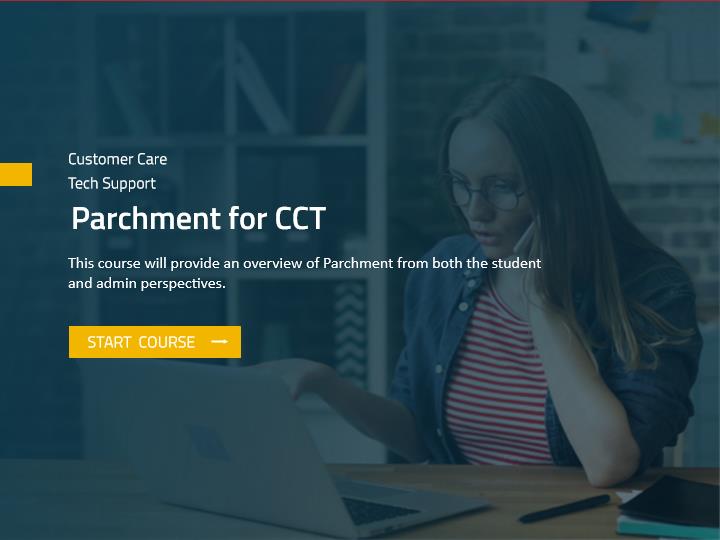 Customer Care
Tech Support
Parchment for CCT
This course will provide an overview of Parchment from both the student
and admin perspectives.
START COURSE